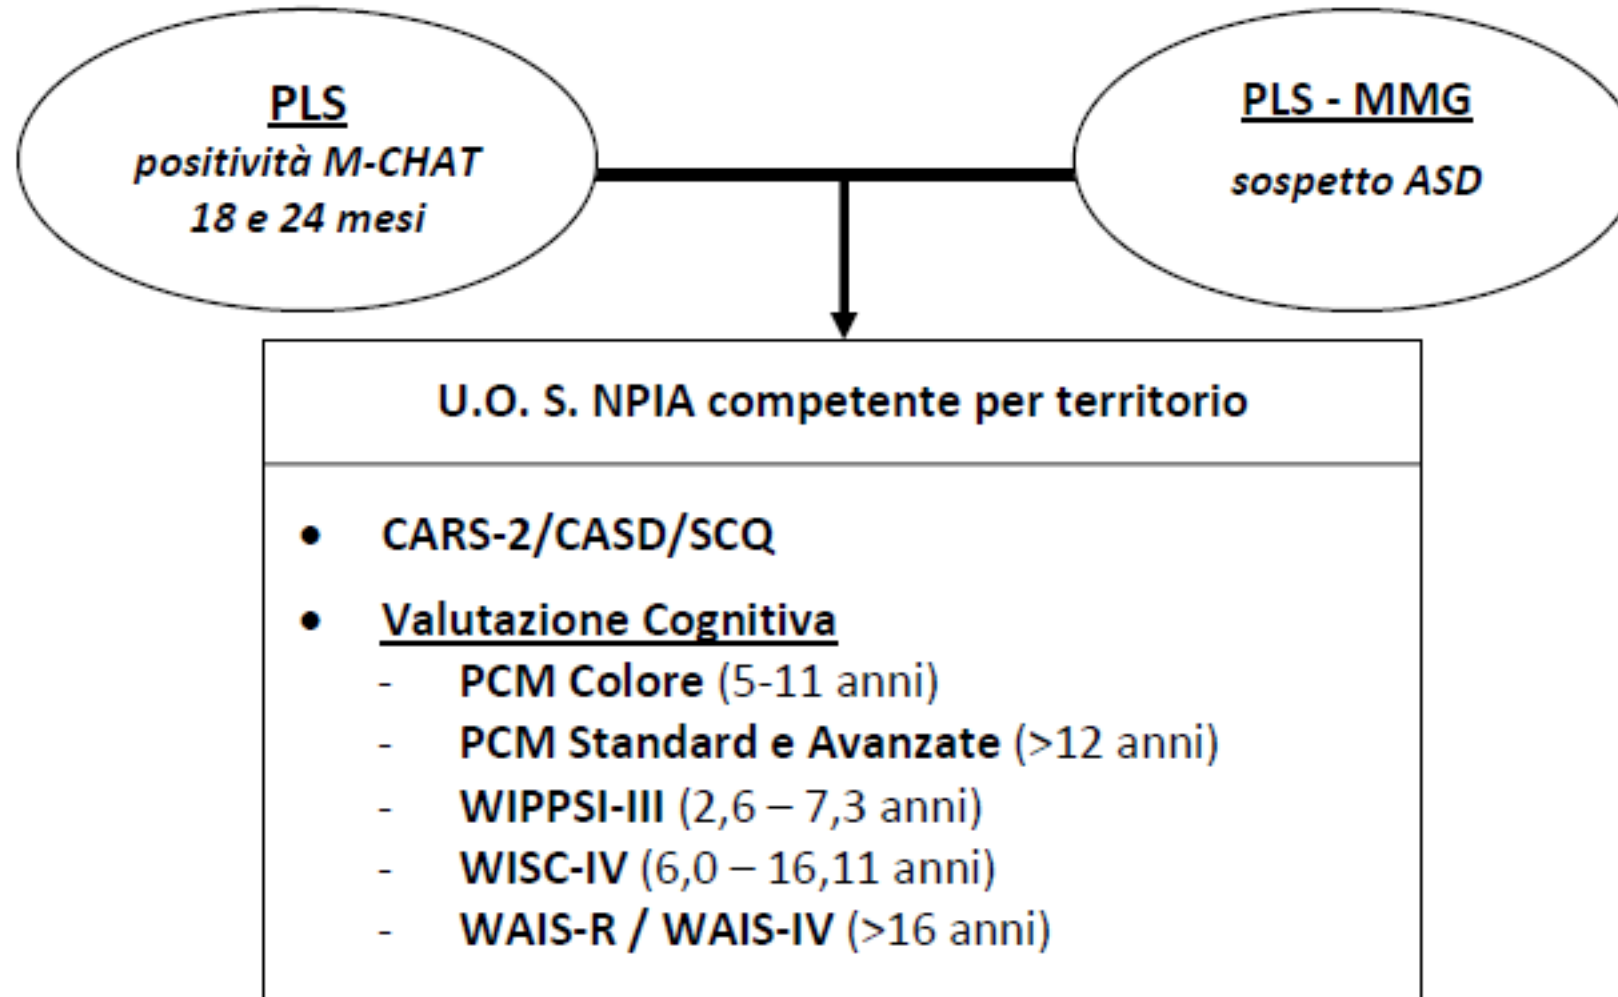 PLS
positività M-CHAT
18 e 24 mesi
PLS - MMG
sospetto ASD
U.O. S. NPIA competente per territorio
• CARS-2/CASD/SCQ
• Valutazione Cognitiva
- PCM Colore (5-11 anni)
- PCM Standard e Avanzate (>12 anni)
- WIPPSI-III (2,6 – 7,3 anni)
- WISC-IV (6,0 – 16,11 anni)
- WAIS-R / WAIS-IV (>16 anni)